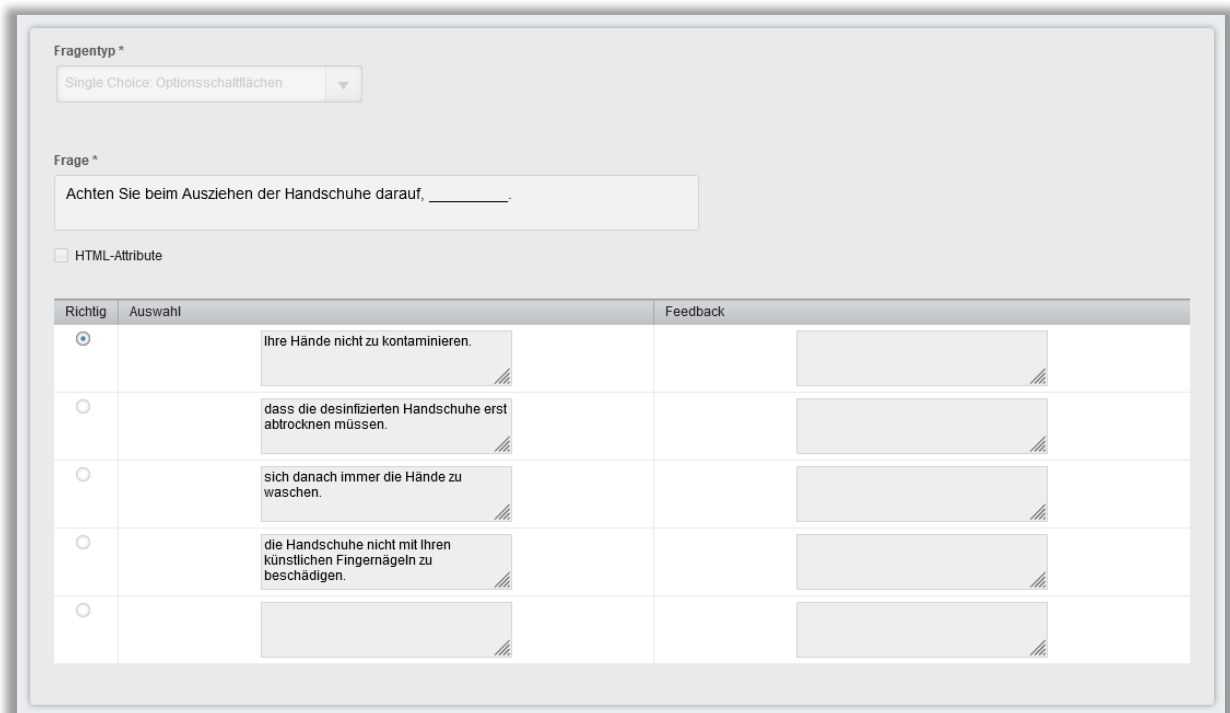 Fragentyp *
Single Choice: Optionsschaltflächen
Frage *
Achten Sie beim Ausziehen der Handschuhe darauf, __________.
HTML-Attribute
Richtig Auswahl Feedback
Ihre Hände nicht zu kontaminieren.
dass die desinfizierten Handschuhe erst
abtrocknen müssen.
sich danach immer die Hände zu
waschen.
die Handschuhe nicht mit Ihren
künstlichen Fingernägeln zu
beschädigen.